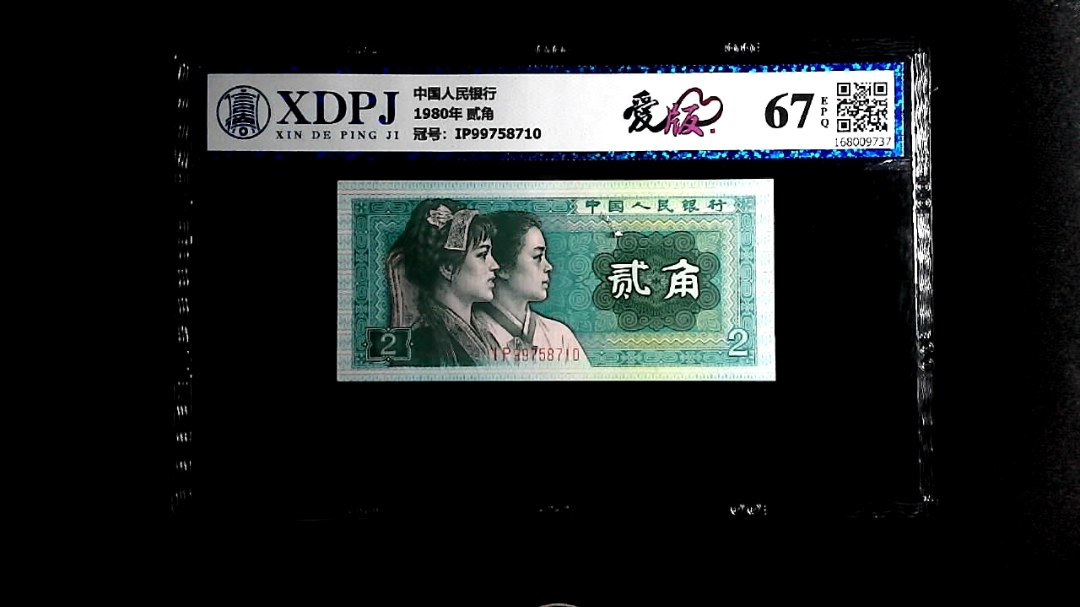 XDPJ
XIN DE PING JI
中国人民银行
1980年 贰角
冠号：IP99758710
爱版
67
EPQ
168009737
中国人民银行
贰角
2
2
IP99758710